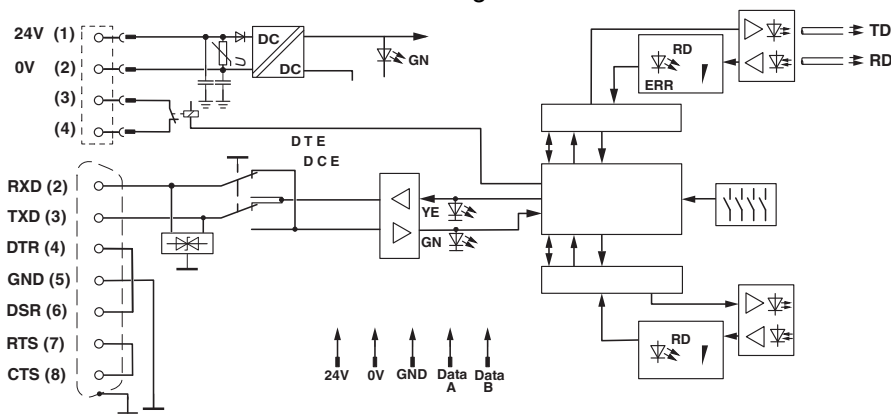 24V (1)
0V (2)
(3)
(4)
DC
DC
U
GN
TD
RD
RD
ERR
DTE
DCE
RXD (2)
TXD (3)
DTR (4)
GND (5)
DSR (6)
RTS (7)
CTS (8)
YE
GN
RD
24V
0V
GND
Data A
Data B